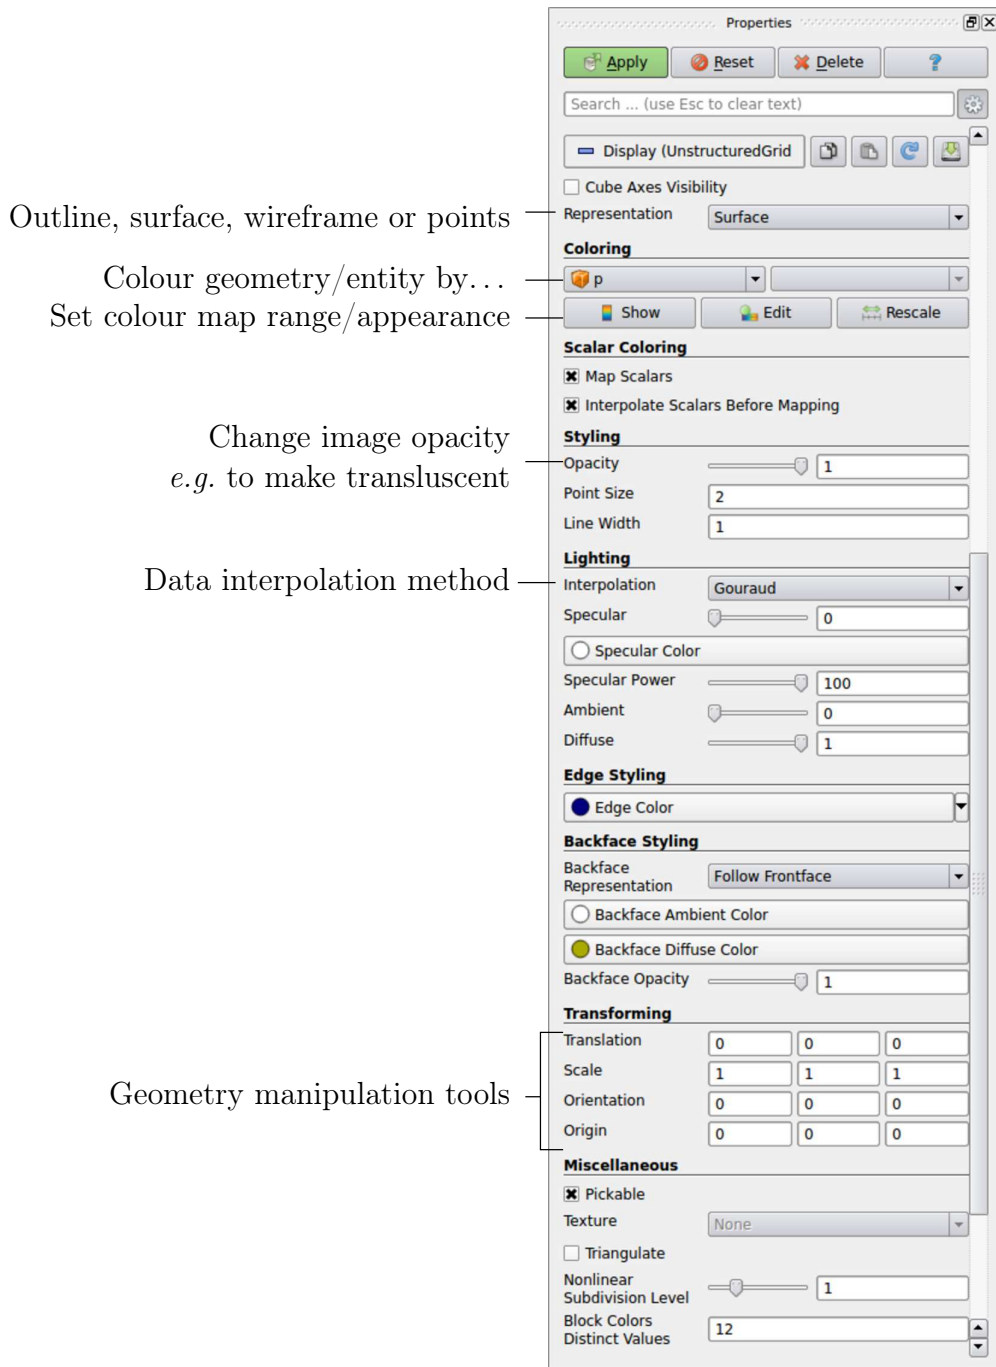 Properties
Apply Reset Delete ?
Search ... (use Esc to clear text)
Display (UnstructuredGrid
Cube Axes Visibility
Outline, surface, wireframe or points
Representation Surface
Coloring
Colour geometry/entity by...
p
Set colour map range/appearance
Show Edit Rescale
Scalar Coloring
Map Scalars
Interpolate Scalars Before Mapping
Styling
Change image opacity
e.g. to make transluscent
Opacity 1
Point Size 2
Line Width 1
Lighting
Data interpolation method
Interpolation Gouraud
Specular 0
Specular Color
Specular Power 100
Ambient 0
Diffuse 1
Edge Styling
Edge Color
Backface Styling
Backface
Representation Follow Frontface
Backface Ambient Color
Backface Diffuse Color
Backface Opacity 1
Transforming
Geometry manipulation tools
Translation 0 0 0
Scale 1 1 1
Orientation 0 0 0
Origin 0 0 0
Miscellaneous
Pickable
Texture None
Triangulate
Nonlinear
Subdivision Level 1
Block Colors
Distinct Values 12